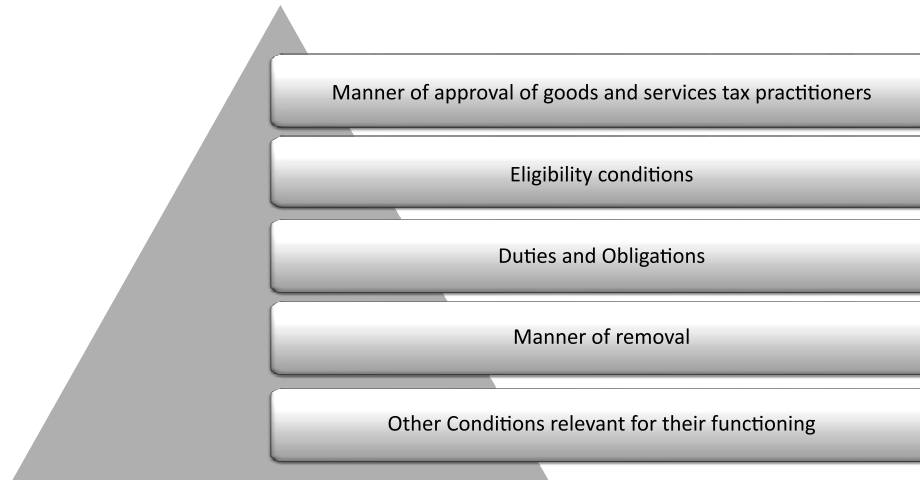 Manner of approval of goods and services tax practitioners
Eligibility conditions
Duties and Obligations
Manner of removal
Other Conditions relevant for their functioning